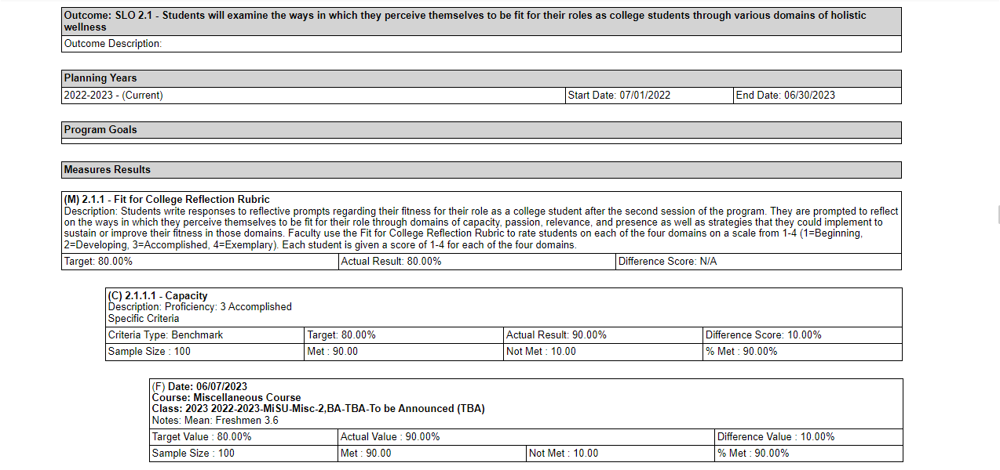 Outcome: SLO 2.1 - Students will examine the ways in which they perceive themselves to be fit for their roles as college students through various domains of holistic
wellness
Outcome Description:
Planning Years
2022-2023 - (Current)
Start Date: 07/01/2022
End Date: 06/30/2023
Program Goals
Measures Results
(M) 2.1.1 - Fit for College Reflection Rubric
Description: Students write responses to reflective prompts regarding their fitness for their role as a college student after the second session of the program. They are prompted to reflect
on the ways in which they perceive themselves to be fit for their role through domains of capacity, passion, relevance, and presence as well as strategies that they could implement to
sustain or improve their fitness in those domains. Faculty use the Fit for College Reflection Rubric to rate students on each of the four domains on a scale from 1-4 (1=Beginning,
2=Developing, 3=Accomplished, 4=Exemplary). Each student is given a score of 1-4 for each of the four domains.
Target: 80.00%
Actual Result: 80.00%
Difference Score: N/A
(C) 2.1.1.1 - Capacity
Description: Proficiency: 3 Accomplished
Specific Criteria
Criteria Type: Benchmark
Target: 80.00%
Actual Result: 90.00%
Difference Score: 10.00%
Sample Size : 100
Met : 90.00
Not Met : 10.00
% Met : 90.00%
(F) Date: 06/07/2023
Course: Miscellaneous Course
Class: 2023 2022-2023-MiSU-Misc-2,BA-TBA-To be Announced (TBA)
Notes: Mean: Freshmen 3.6
Target Value : 80.00%
Actual Value : 90.00%
Difference Value : 10.00%
Sample Size : 100
Met : 90.00
Not Met : 10.00
% Met : 90.00%